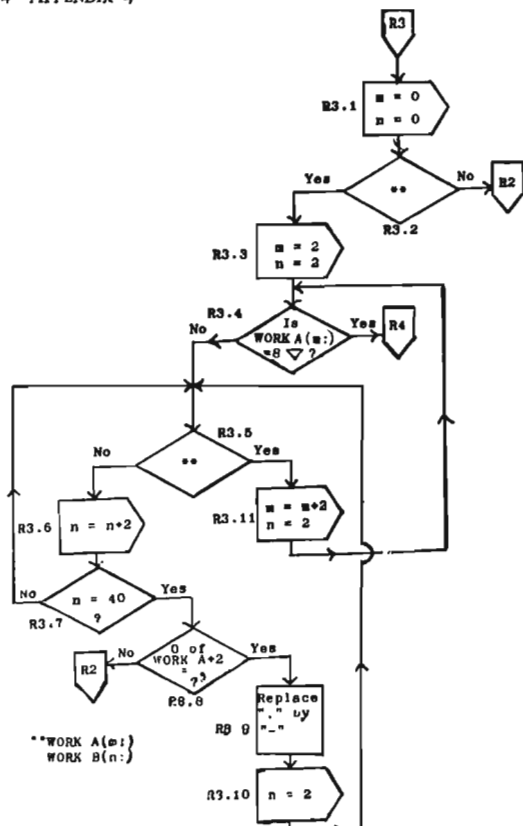 APPENDIX
R3
R3.1
m = 0
n = 0
Yes
**
No
R2
R3.2
R3.3
m = 2
n = 2
R3.4
Is
WORK A(m:)
=8 ▽ ?
No
Yes
R4
R3.5
No
**
Yes
R3.6
n = n+2
R3.11
m = m+2
n = 2
No
n = 40
?
Yes
R3.7
R2
No
0 of
WORK A+2
=
?
Yes
R8.8
R8 9
Replace
"." by
"-"
**WORK A(m:)
WORK B(n:)
R3.10
n = 2